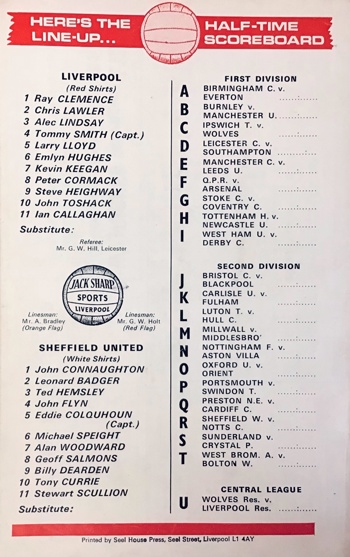 HERE'S THE
LINE-UP...
HALF-TIME
SCOREBOARD
LIVERPOOL
(Red Shirts)
1 Ray CLEMENCE
2 Chris LAWLER
3 Alec LINDSAY
4 Tommy SMITH (Capt.)
5 Larry LLOYD
6 Emlyn HUGHES
7 Kevin KEEGAN
8 Peter CORMACK
9 Steve HEIGHWAY
10 John TOSHACK
11 Ian CALLAGHAN
Substitute:
Referee:
Mr. G. W. Hill, Leicester
JACK SHARP
SPORTS
LIVERPOOL
Linesman:
Mr. A. Bradley
(Orange Flag)
Linesman:
Mr. G. W. Holt
(Red Flag)
SHEFFIELD UNITED
(White Shirts)
1 John CONNAUGHTON
2 Leonard BADGER
3 Ted HEMSLEY
4 John FLYNN
5 Eddie COLQUHOUN
(Capt.)
6 Michael SPEIGHT
7 Alan WOODWARD
8 Geoff SALMONS
9 Billy DEARDEN
10 Tony CURRIE
11 Stewart SCULLION
Substitute:
FIRST DIVISION
A BIRMINGHAM C. v.
EVERTON
B BURNLEY v.
MANCHESTER U.
C IPSWICH T. v.
WOLVES
D LEICESTER C. v.
SOUTHAMPTON
E MANCHESTER C. v.
LEEDS U.
F Q.P.R. v.
ARSENAL
G STOKE C. v.
COVENTRY C.
H TOTTENHAM H. v.
NEWCASTLE U.
I WEST HAM U. v.
DERBY C.
SECOND DIVISION
J BRISTOL C. v.
BLACKPOOL
K CARLISLE U. v.
FULHAM
L LUTON T. v.
HULL C.
M MILLWALL v.
MIDDLESBRO'
N NOTTINGHAM F. v.
ASTON VILLA
O OXFORD U. v.
ORIENT
P PORTSMOUTH v.
SWINDON T.
Q PRESTON N.E. v.
CARDIFF C.
R SHEFFIELD W. v.
NOTTS C.
S SUNDERLAND v.
CRYSTAL P.
T WEST BROM. A. v.
BOLTON W.
CENTRAL LEAGUE
U WOLVES Res. v.
LIVERPOOL Res.
Printed by Seel House Press, Seel Street, Liverpool L1 4AY